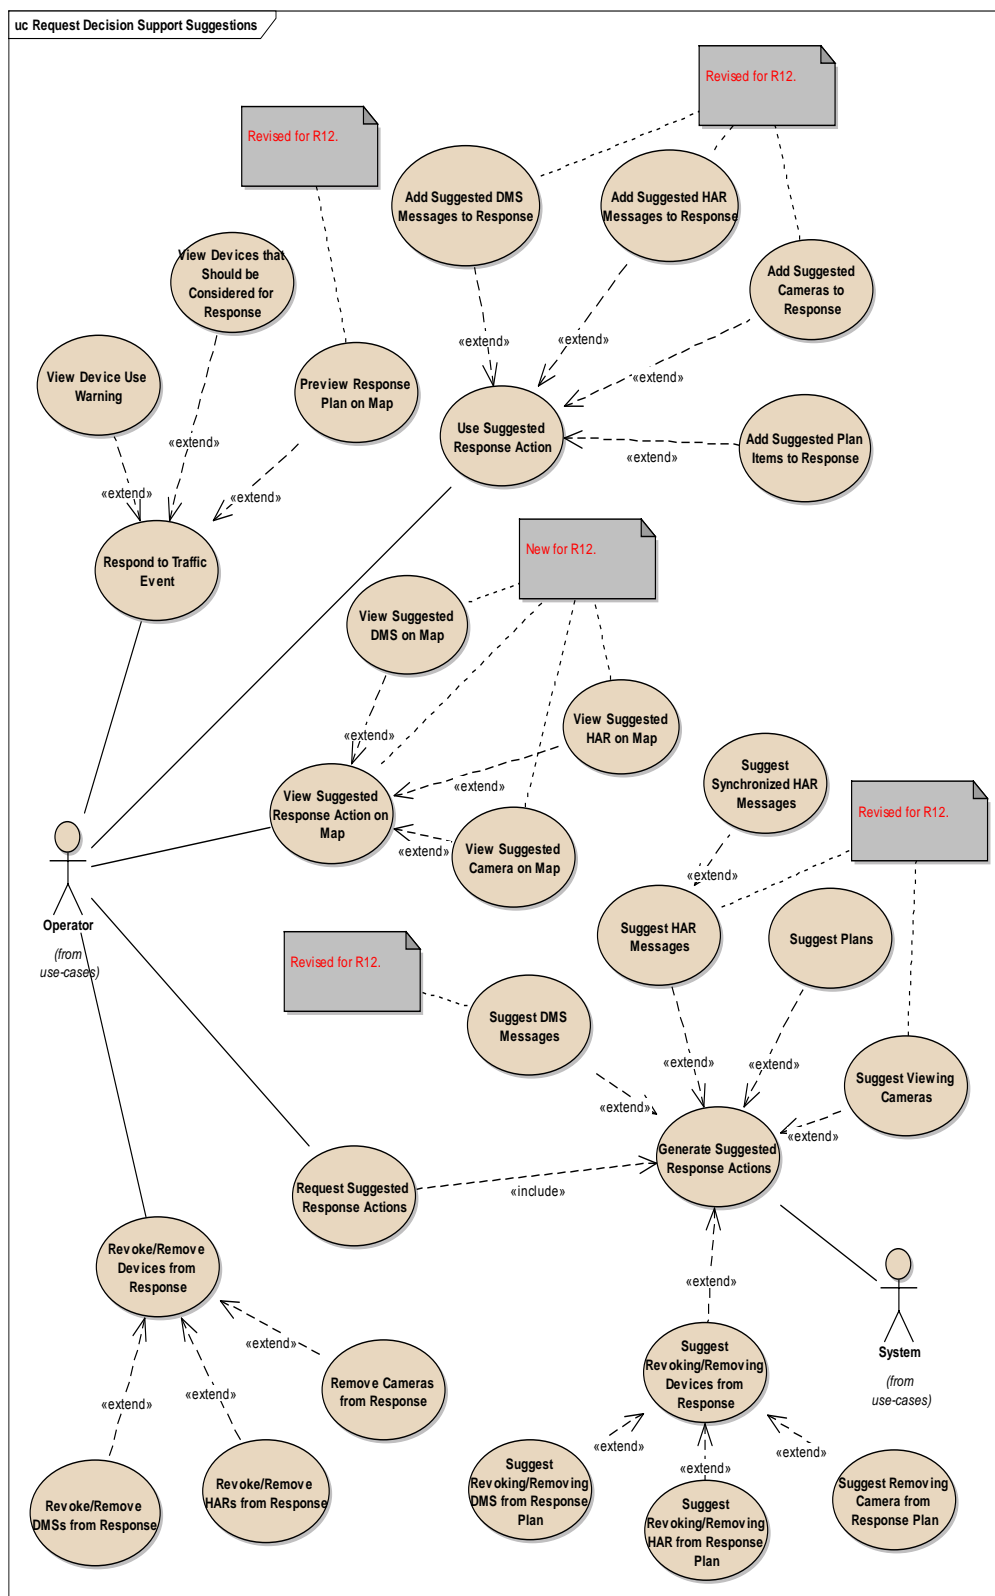 uc Request Decision Support Suggestions
Revised for R12.
Revised for R12.
Add Suggested DMS
Messages to Response
Add Suggested HAR
Messages to Response
View Devices that
Should be
Considered for
Response
Add Suggested
Cameras to
Response
«extend»
«extend»
View Device Use
Warning
Preview Response
Plan on Map
«extend»
Use Suggested
Response Action
Add Suggested Plan
Items to Response
«extend»
«extend»
«extend»
«extend»
Respond to Traffic
Event
New for R12.
View Suggested
DMS on Map
View Suggested
HAR on Map
«extend»
Suggest
Synchronized HAR
Messages
View Suggested
Response Action on
Map
«extend»
Revised for R12.
«extend»
View Suggested
Camera on Map
«extend»
Operator
(from
use-cases)
Suggest HAR
Messages
Suggest Plans
Revised for R12.
Suggest DMS
Messages
«extend»
«extend»
Suggest Viewing
Cameras
«extend»
«extend»
Generate Suggested
Response Actions
Request Suggested
Response Actions
«include»
Revoke/Remove
Devices from
Response
«extend»
«extend»
System
(from
use-cases)
Suggest
Revoking/Removing
Devices from
Response
Remove Cameras
from Response
«extend»
«extend»
«extend»
«extend»
«extend»
Revoke/Remove
DMSs from Response
Revoke/Remove
HARs from Response
Suggest
Revoking/Removing
DMS from Response
Plan
Suggest
Revoking/Removing
HAR from Response
Plan
Suggest Removing
Camera from
Response Plan